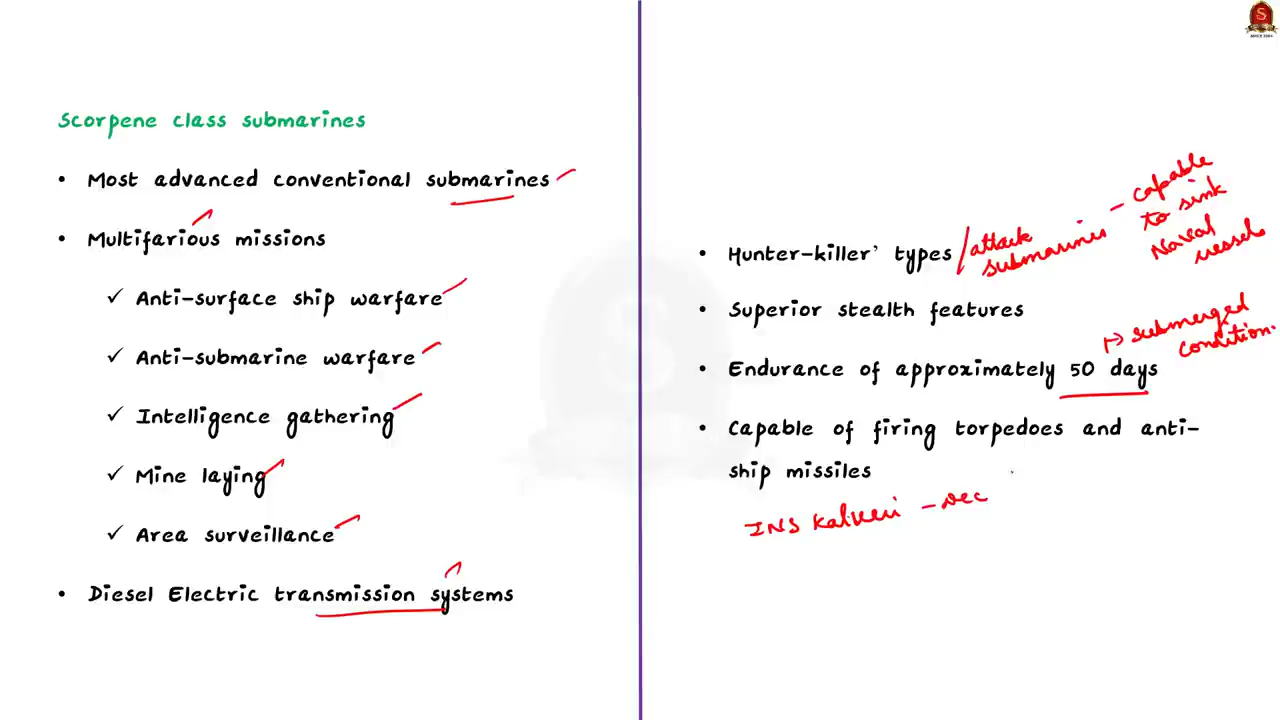 Scorpene class submarines
• Most advanced conventional submarines
• Multifarious missions
✓ Anti-surface ship warfare
✓ Anti-submarine warfare
✓ Intelligence gathering
✓ Mine laying
✓ Area surveillance
• Diesel Electric transmission systems
• Hunter-killer' types / attack submarines - capable to sink Naval vessels
• Superior stealth features
• Endurance of approximately 50 days
↦ submerged condition.
• Capable of firing torpedoes and anti-
ship missiles
INS Kalveri - Dec
S
SINCE 2004